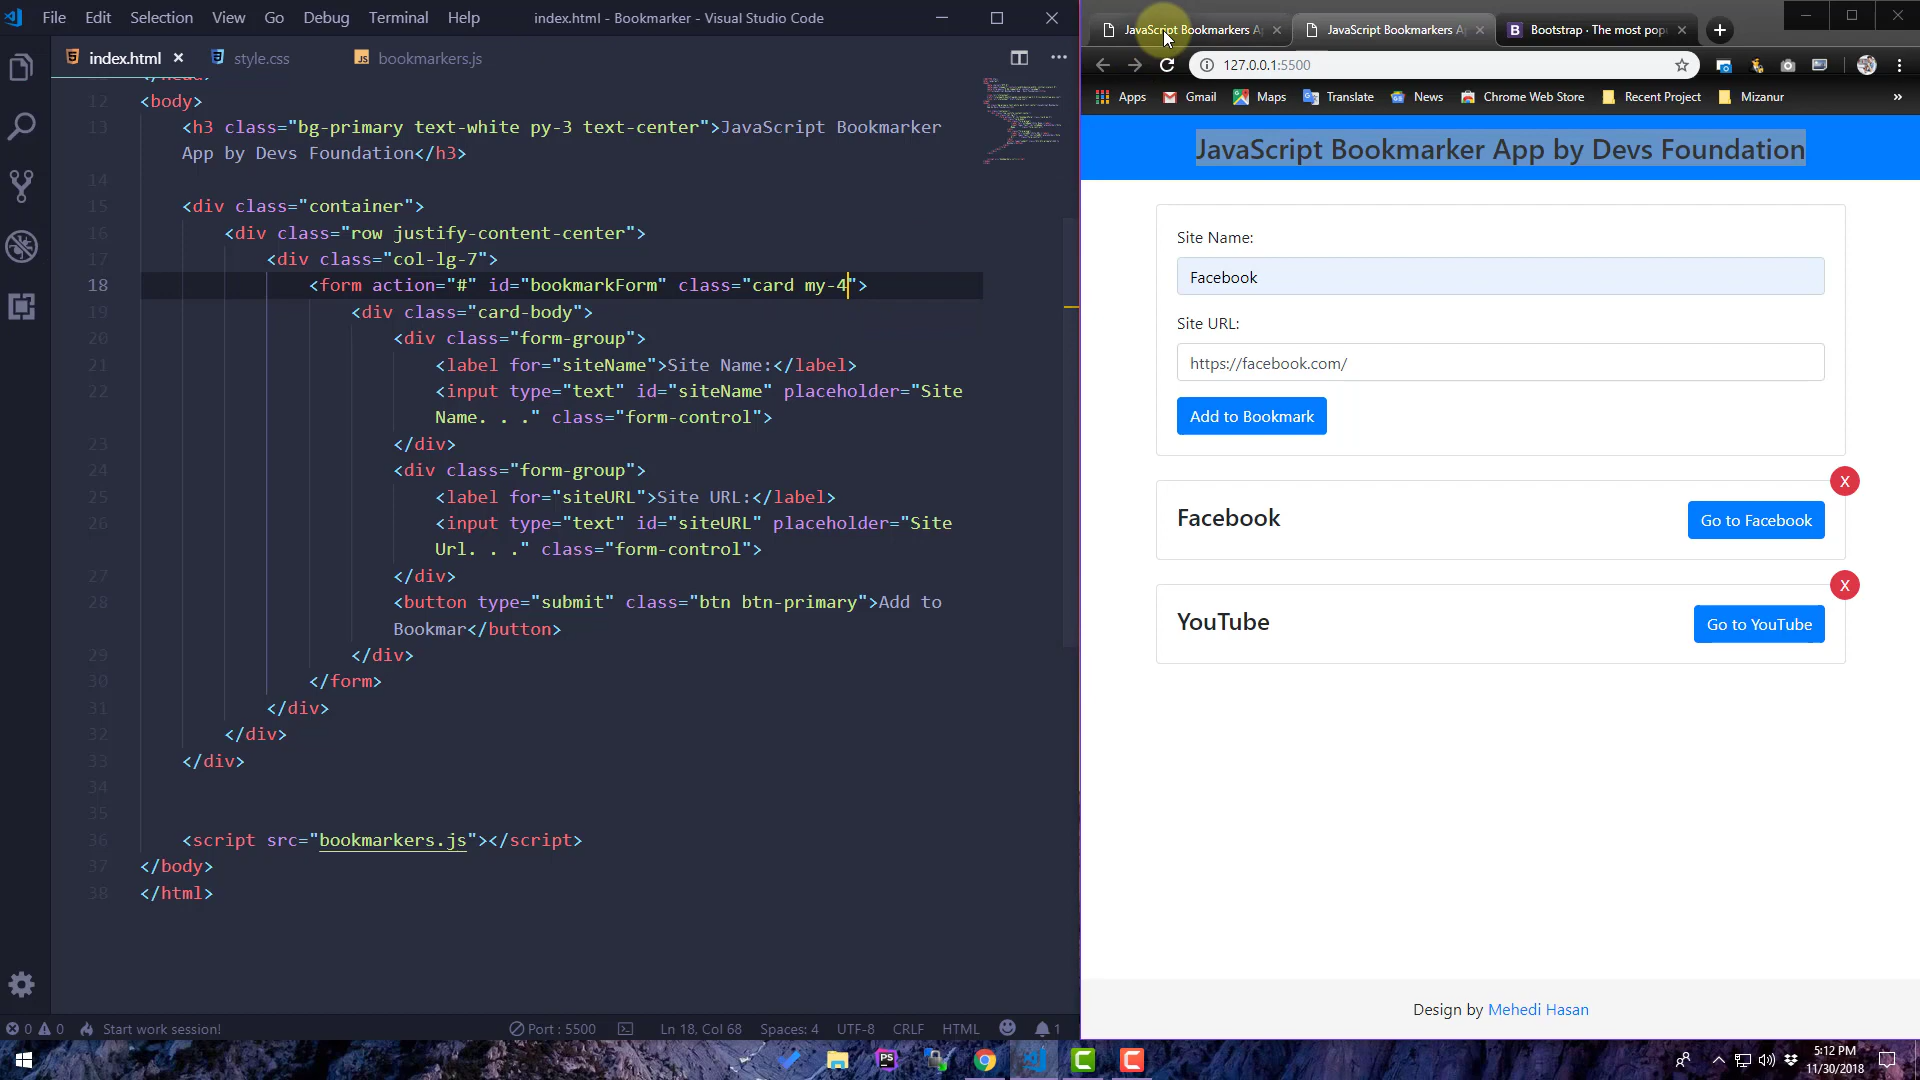 File Edit Selection View Go Debug Terminal Help index.html - Bookmarker - Visual Studio Code
index.html style.css JS bookmarkers.js
12 <body>
13 <h3 class="bg-primary text-white py-3 text-center">JavaScript Bookmarker
App by Devs Foundation</h3>
14
15 <div class="container">
16 <div class="row justify-content-center">
17 <div class="col-lg-7">
18 <form action="#" id="bookmarkForm" class="card my-4">
19 <div class="card-body">
20 <div class="form-group">
21 <label for="siteName">Site Name:</label>
22 <input type="text" id="siteName" placeholder="Site
Name. . ." class="form-control">
23 </div>
24 <div class="form-group">
25 <label for="siteURL">Site URL:</label>
26 <input type="text" id="siteURL" placeholder="Site
Url. . ." class="form-control">
27 </div>
28 <button type="submit" class="btn btn-primary">Add to
Bookmar</button>
29 </div>
30 </form>
31 </div>
32 </div>
33 </div>
34
35
36 <script src="bookmarkers.js"></script>
37 </body>
38 </html>
0 0 Start work session! Port : 5500 Ln 18, Col 68 Spaces: 4 UTF-8 CRLF HTML 1
JavaScript Bookmarkers JavaScript Bookmarkers B Bootstrap · The most
127.0.0.1:5500
Apps Gmail Maps Translate News Chrome Web Store Recent Project Mizanur »
JavaScript Bookmarker App by Devs Foundation
Site Name:
Facebook
Site URL:
https://facebook.com/
Add to Bookmark
X
Facebook Go to Facebook
X
YouTube Go to YouTube
Design by Mehedi Hasan
PS
5:12 PM
11/30/2018